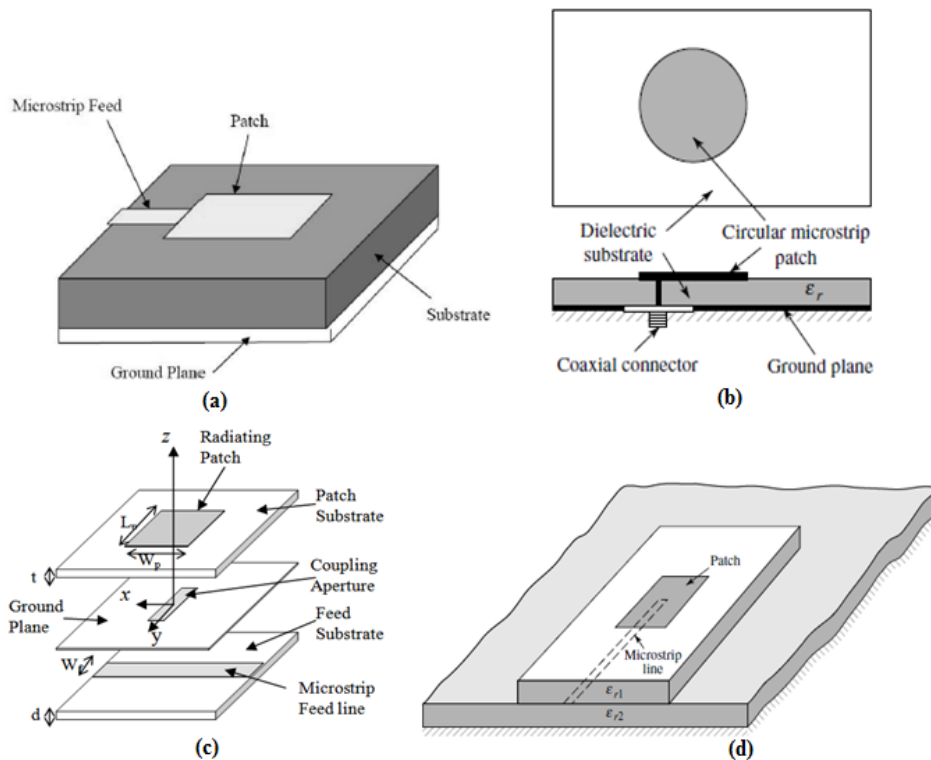 Microstrip Feed
Patch
Substrate
Ground Plane
(a)
Dielectric
substrate
Circular microstrip
patch
εr
Coaxial connector
Ground plane
(b)
z
Radiating
Patch
Patch
Substrate
Lp
Wp
t
Coupling
Aperture
x
y
Ground
Plane
Feed
Substrate
Wf
Microstrip
Feed line
d
(c)
Patch
Microstrip
line
εr1
εr2
(d)